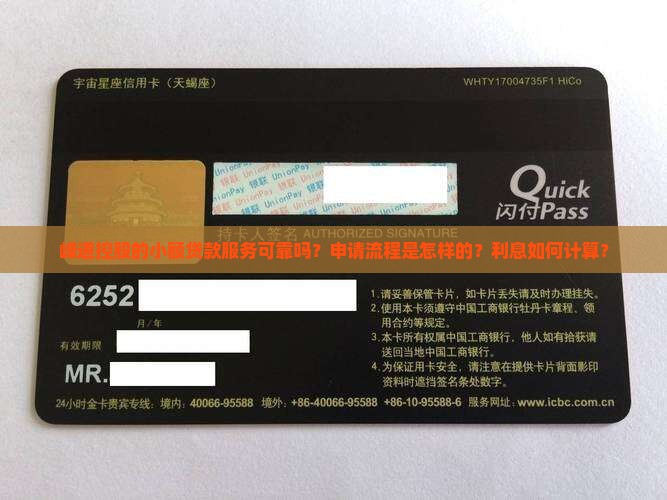 宇宙星座信用卡（天蝎座）
WHTY17004735F1 HiCo
银联 UnionPay 银联 UnionPay
Quick
闪付Pass
持卡人签名 AUTHORIZED SIGNATURE
的小额贷款服务可靠吗？申请流程是怎样的？利息如何计算？
6252
月/年
有效期限
MR.
1.请妥善保管卡片，如卡片丢失请及时办理挂失。
2.使用本卡须遵守中国工商银行牡丹卡章程、领
用合约等规定。
3.本卡所有权属中国工商银行，他人如有拾获请
送回当地中国工商银行。
4.为保证用卡安全，请注意在提供卡片背面影印
资料时遮挡签名条处数字。
24小时金卡贵宾专线：境内：40066-95588 境外：+86-40066-95588 +86-10-95588-6 服务网址：www.icbc.com.cn